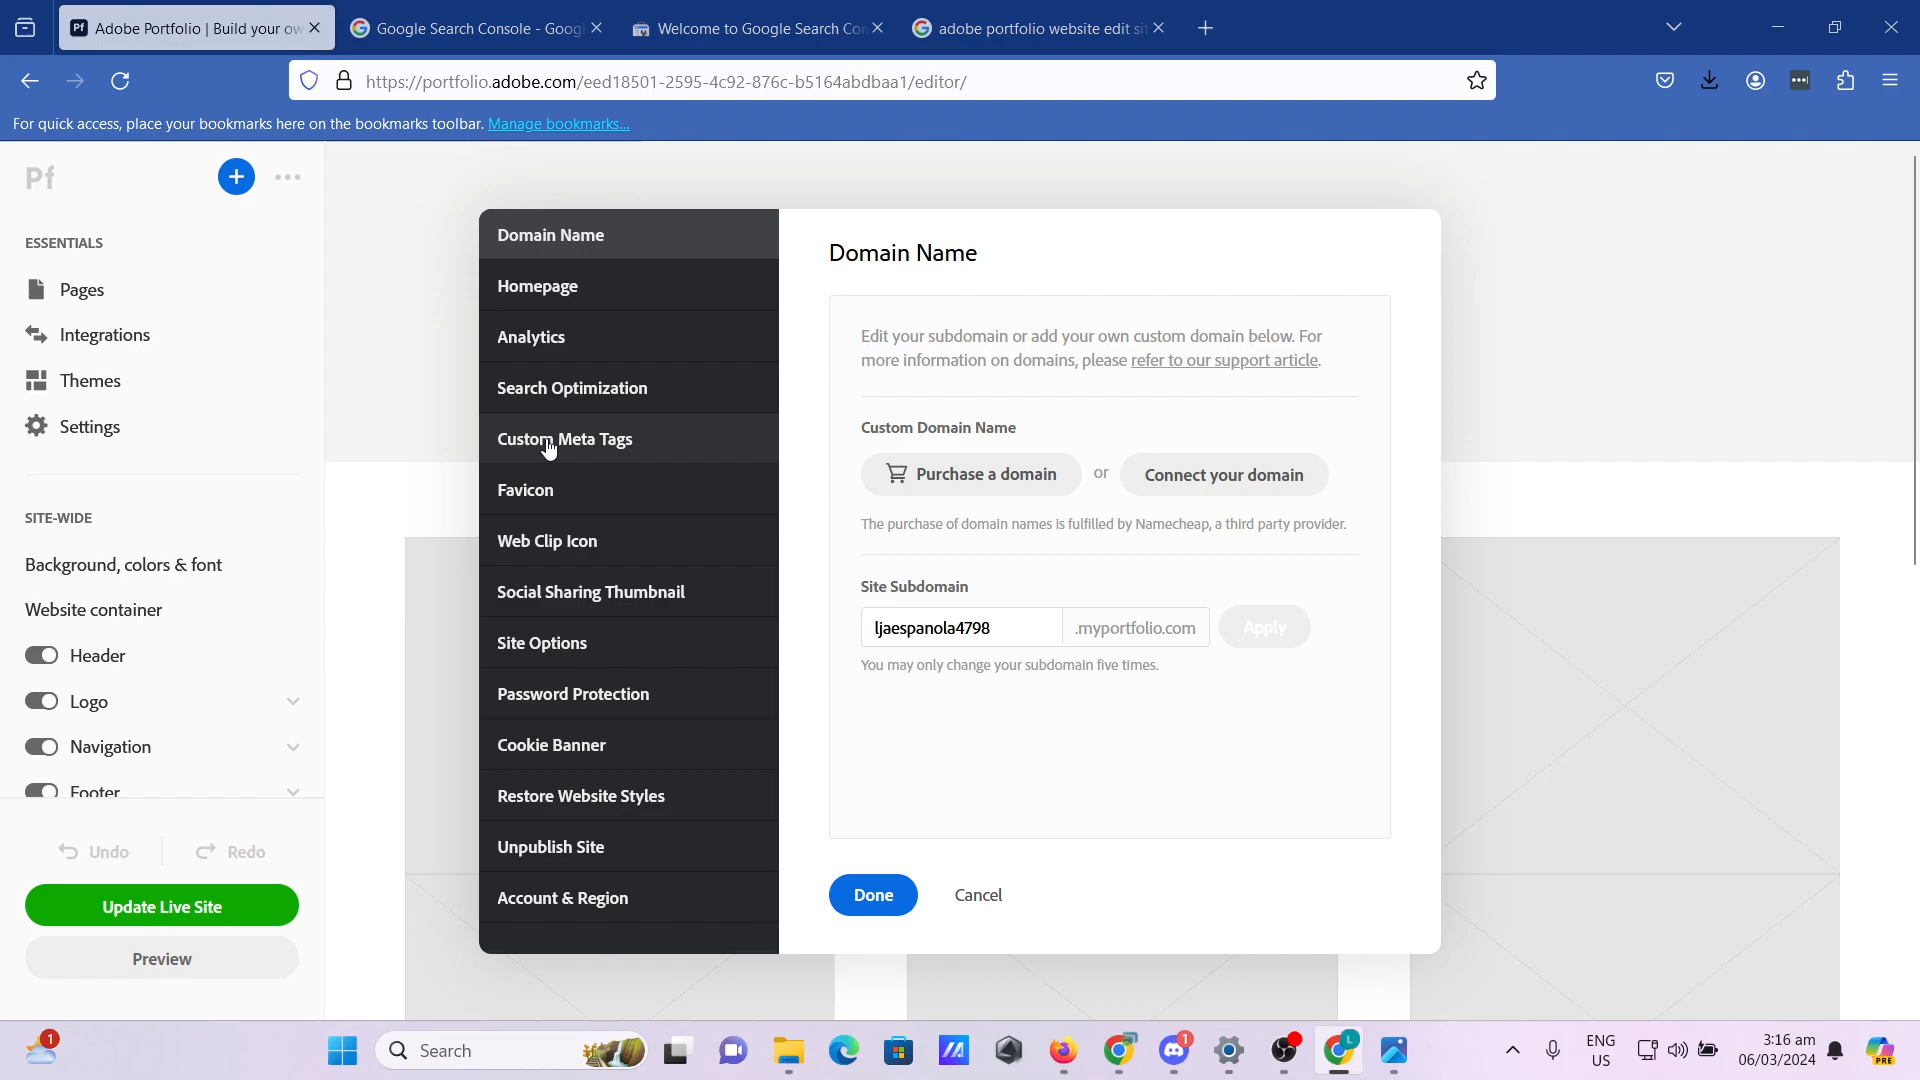 Pf Adobe Portfolio | Build your ow
Google Search Console - Goog
Welcome to Google Search Con
adobe portfolio website edit sit
https://portfolio.adobe.com/eed18501-2595-4c92-876c-b5164abdbaa1/editor/
For quick access, place your bookmarks here on the bookmarks toolbar. Manage bookmarks...
Pf
ESSENTIALS
Pages
Integrations
Themes
Settings
SITE-WIDE
Background, colors & font
Website container
Header
Logo
Navigation
Footer
Undo
Redo
Update Live Site
Preview
Domain Name
Homepage
Analytics
Search Optimization
Custom Meta Tags
Favicon
Web Clip Icon
Social Sharing Thumbnail
Site Options
Password Protection
Cookie Banner
Restore Website Styles
Unpublish Site
Account & Region
Domain Name
Edit your subdomain or add your own custom domain below. For
more information on domains, please refer to our support article.
Custom Domain Name
Purchase a domain or Connect your domain
The purchase of domain names is fulfilled by Namecheap, a third party provider.
Site Subdomain
ljaespanola4798 .myportfolio.com Apply
You may only change your subdomain five times.
Done Cancel
1
Search
1
L
ENG
US
3:16 am
06/03/2024
PRE